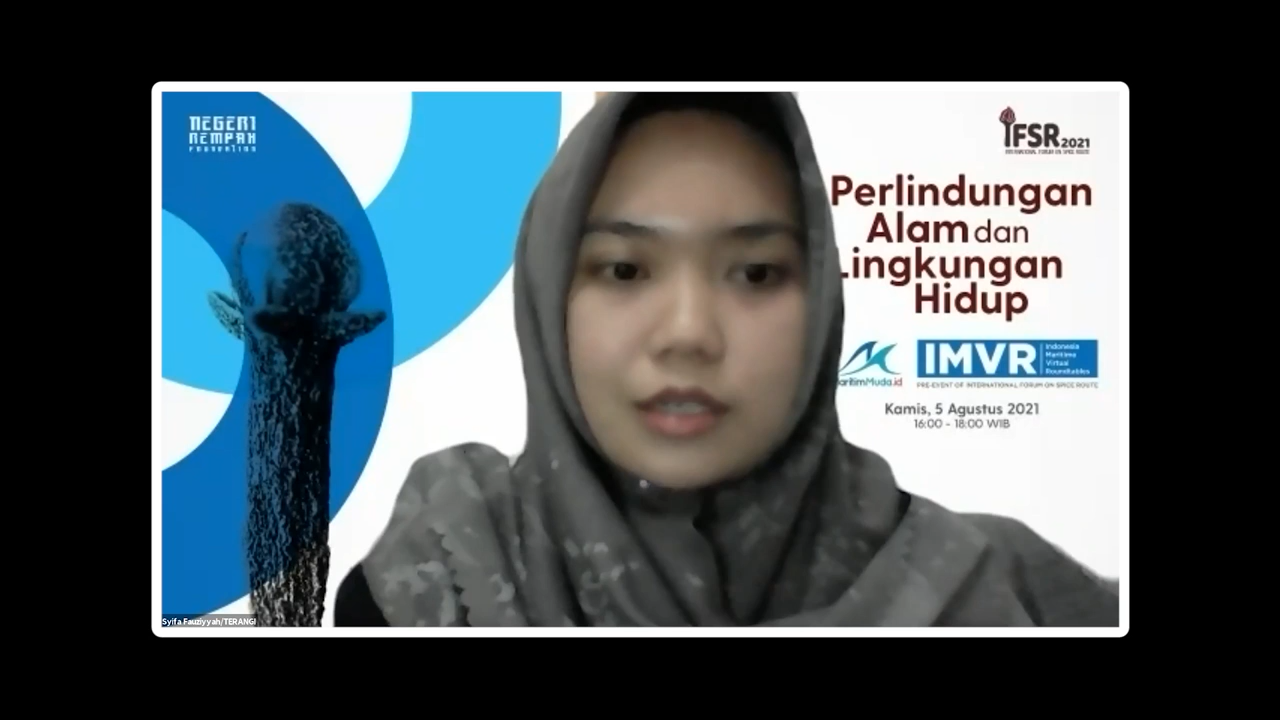 NEGERI
REMPAH
FOUNDATION
IFSR 2021
INTERNATIONAL FORUM ON SPICE ROUTE
Perlindungan
Alam dan
Lingkungan
Hidup
aritimMuda.id
IMVR
Indonesia
Maritime
Virtual
Roundtables
PRE-EVENT OF INTERNATIONAL FORUM ON SPICE ROUTE
Kamis, 5 Agustus 2021
16:00 - 18:00 WIB
Syifa Fauziyyah/TERANGI